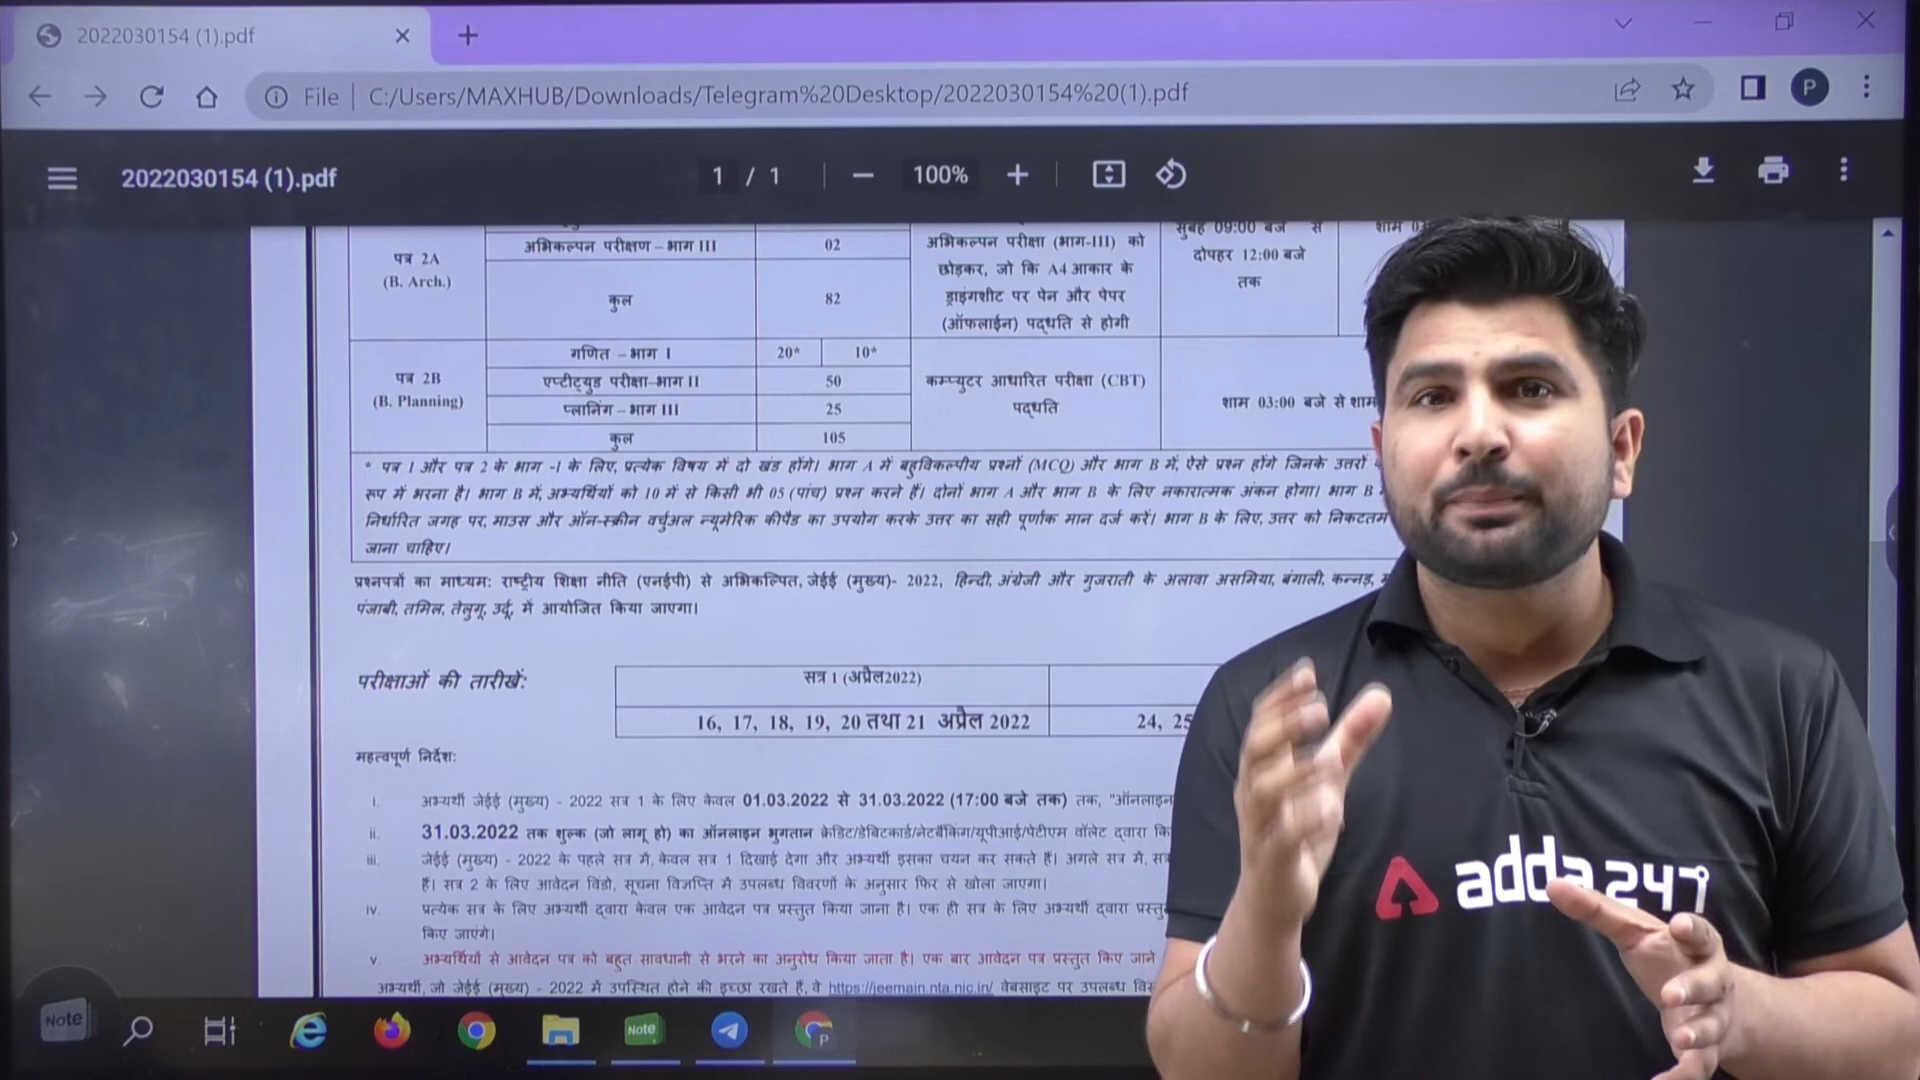 2022030154 (1).pdf
File C:/Users/MAXHUB/Downloads/Telegram%20Desktop/2022030154%20(1).pdf
P
2022030154 (1).pdf 1 / 1 100%
पत्र 2A
(B. Arch.)
अभिकल्पन परीक्षण – भाग III 02
कुल 82
अभिकल्पन परीक्षा (भाग-III) को
छोड़कर, जो कि A4 आकार के
ड्राइंगशीट पर पेन और पेपर
(ऑफलाईन) पद्धति से होगी
सुबह 09:00 बजे से
दोपहर 12:00 बजे
तक
शाम
पत्र 2B
(B. Planning)
गणित – भाग I 20* 10*
एप्टीट्युड परीक्षा–भाग II 50
प्लानिंग – भाग III 25
कुल 105
कम्प्युटर आधारित परीक्षा (CBT)
पद्धति
शाम 03:00 बजे से शाम
* पत्र 1 और पत्र 2 के भाग -I के लिए, प्रत्येक विषय में दो खंड होंगे। भाग A में बहुविकल्पीय प्रश्नों (MCQ) और भाग B में, ऐसे प्रश्न होंगे जिनके उत्तरों
रूप में भरना है। भाग B में, अभ्यर्थियों को 10 में से किसी भी 05 (पांच) प्रश्न करने हैं। दोनों भाग A और भाग B के लिए नकारात्मक अंकन होगा। भाग B
निर्धारित जगह पर, माउस और ऑन-स्क्रीन वर्चुअल न्यूमेरिक कीपैड का उपयोग करके उत्तर का सही पूर्णांक मान दर्ज करें। भाग B के लिए, उत्तर को निकटतम
जाना चाहिए।
प्रश्नपत्रों का माध्यम: राष्ट्रीय शिक्षा नीति (एनईपी) से अभिकल्पित, जेईई (मुख्य)- 2022, हिन्दी, अंग्रेजी और गुजराती के अलावा असमिया, बंगाली, कन्नड़,
पंजाबी, तमिल, तेलुगू, उर्दू, में आयोजित किया जाएगा।
परीक्षाओं की तारीखें:
सत्र 1 (अप्रैल2022)
16, 17, 18, 19, 20 तथा 21 अप्रैल 2022 24, 25
महत्वपूर्ण निर्देश:
i. अभ्यर्थी जेईई (मुख्य) - 2022 सत्र 1 के लिए केवल 01.03.2022 से 31.03.2022 (17:00 बजे तक) तक, "ऑनलाइन
ii. 31.03.2022 तक शुल्क (जो लागू हो) का ऑनलाइन भुगतान क्रेडिट/डेबिटकार्ड/नेटबैंकिंग/यूपीआई/पेटीएम वॉलेट द्वारा
iii. जेईई (मुख्य) - 2022 के पहले सत्र में, केवल सत्र 1 दिखाई देगा और अभ्यर्थी इसका चयन कर सकते हैं। अगले सत्र में,
हैं। सत्र 2 के लिए आवेदन विंडो, सूचना विज्ञप्ति में उपलब्ध विवरणों के अनुसार फिर से खोला जाएगा।
iv. प्रत्येक सत्र के लिए अभ्यर्थी द्वारा केवल एक आवेदन पत्र प्रस्तुत किया जाना है। एक ही सत्र के लिए अभ्यर्थी द्वारा
किए जाएंगे।
v. अभ्यर्थियों से आवेदन पत्र को बहुत सावधानी से भरने का अनुरोध किया जाता है। एक बार आवेदन पत्र प्रस्तुत किए जाने
अभ्यर्थी, जो जेईई (मुख्य) - 2022 में उपस्थित होने की इच्छा रखते हैं, वे https://jeemain.nta.nic.in/ वेबसाइट पर उपलब्ध
adda247
Note
Note
P